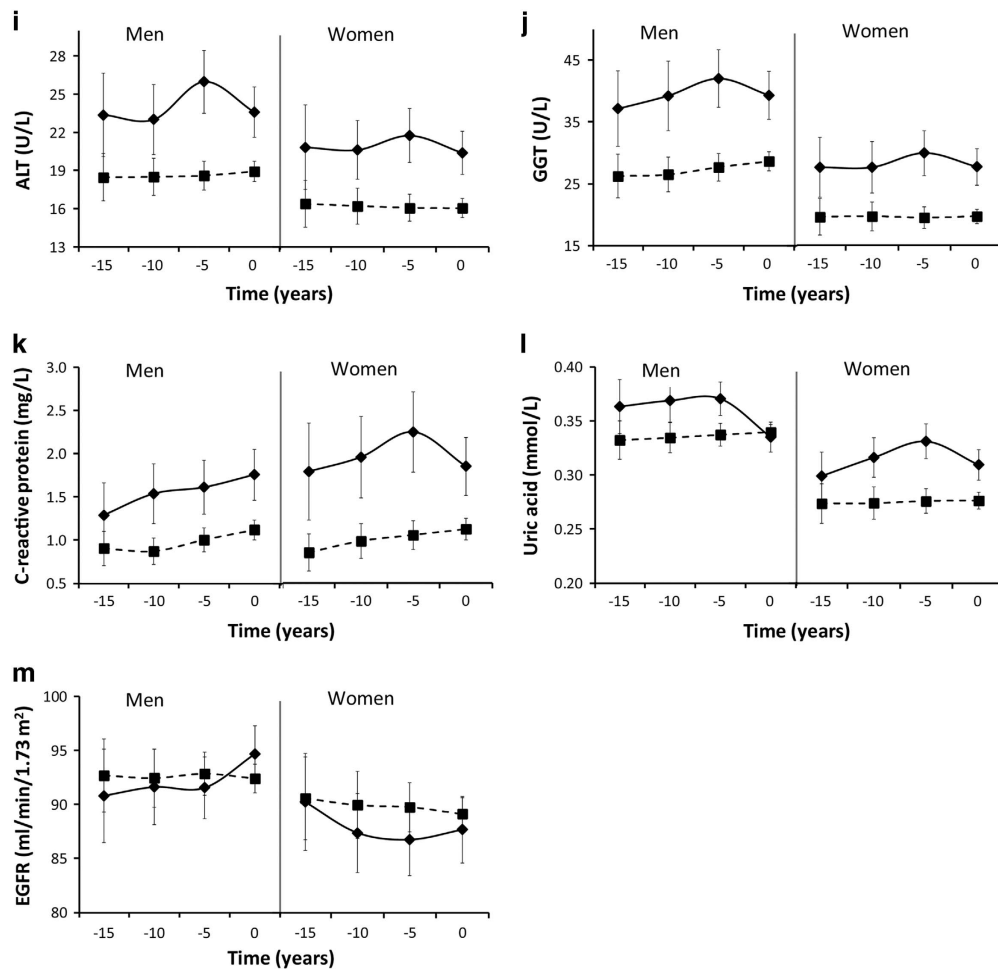 i
Men Women
ALT (U/L)
28
25
22
19
16
13
-15 -10 -5 0 -15 -10 -5 0
Time (years)
j
Men Women
GGT (U/L)
45
35
25
15
-15 -10 -5 0 -15 -10 -5 0
Time (years)
k
Men Women
C-reactive protein (mg/L)
3.0
2.5
2.0
1.5
1.0
0.5
-15 -10 -5 0 -15 -10 -5 0
Time (years)
l
Men Women
Uric acid (mmol/L)
0.40
0.35
0.30
0.25
0.20
-15 -10 -5 0 -15 -10 -5 0
Time (years)
m
Men Women
EGFR (ml/min/1.73 m²)
100
95
90
85
80
-15 -10 -5 0 -15 -10 -5 0
Time (years)